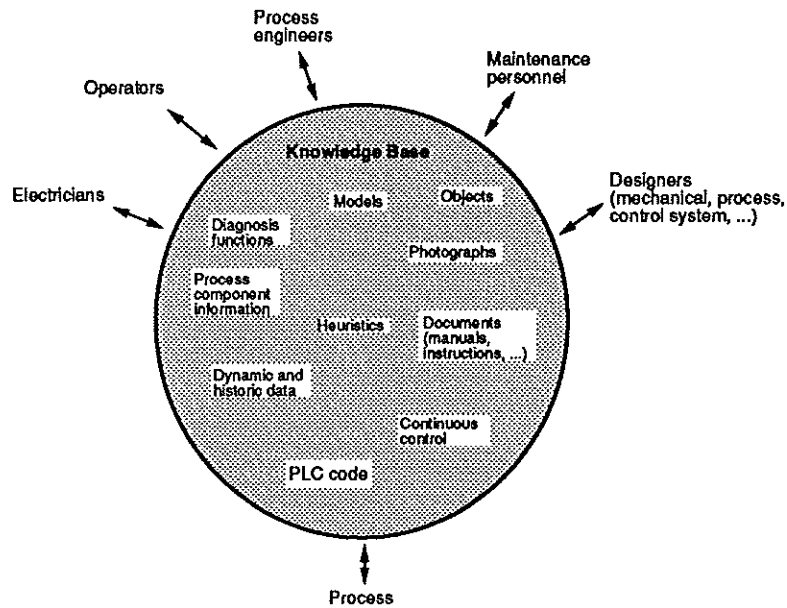 Process
engineers
Maintenance
personnel
Operators
Knowledge Base
Designers
(mechanical, process,
control system, ...)
Electricians
Models
Objects
Diagnosis
functions
Photographs
Process
component
information
Heuristics
Documents
(manuals,
instructions, ...)
Dynamic and
historic data
Continuous
control
PLC code
Process